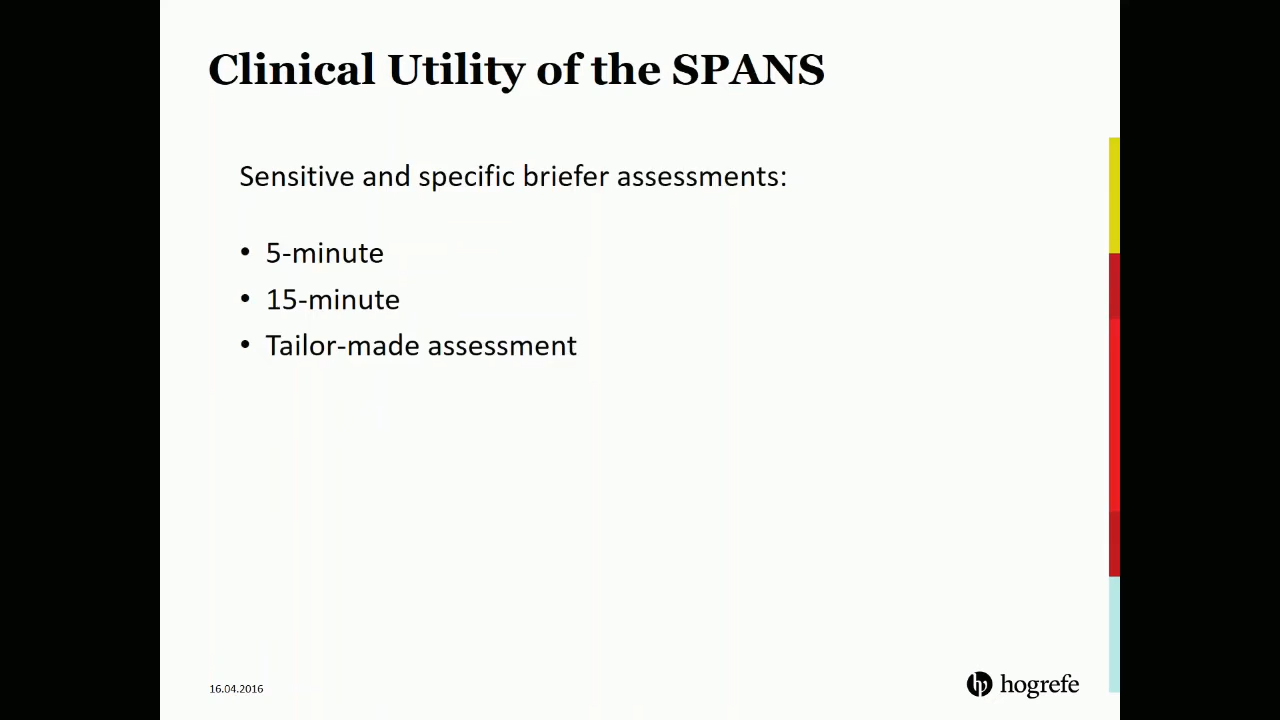 Clinical Utility of the SPANS
Sensitive and specific briefer assessments:
• 5-minute
• 15-minute
• Tailor-made assessment
16.04.2016
hogrefe